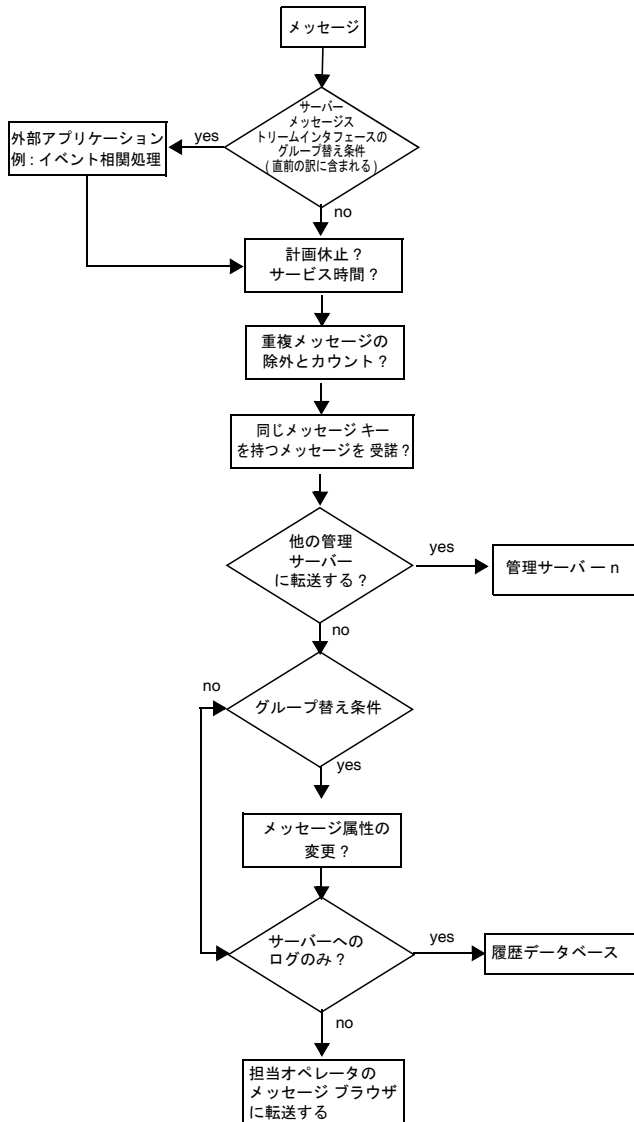 メッセージ
サーバー
メッセージス
トリームインタフェースの
グループ替え条件
( 直前の訳に含まれる )
yes
外部アプリケーション
例 : イベント相関処理
no
計画休止 ?
サービス時間 ?
重複メッセージの
除外とカウント ?
同じメッセージ キー
を持つメッセージを 受諾 ?
他の管理
サーバー
に転送する ?
yes
管理サーバ ー n
no
no
グループ替え条件
yes
メッセージ属性の
変更 ?
サーバーへの
ログのみ ?
yes
履歴データベース
no
担当オペレータの
メッセージ ブラウザ
に転送する